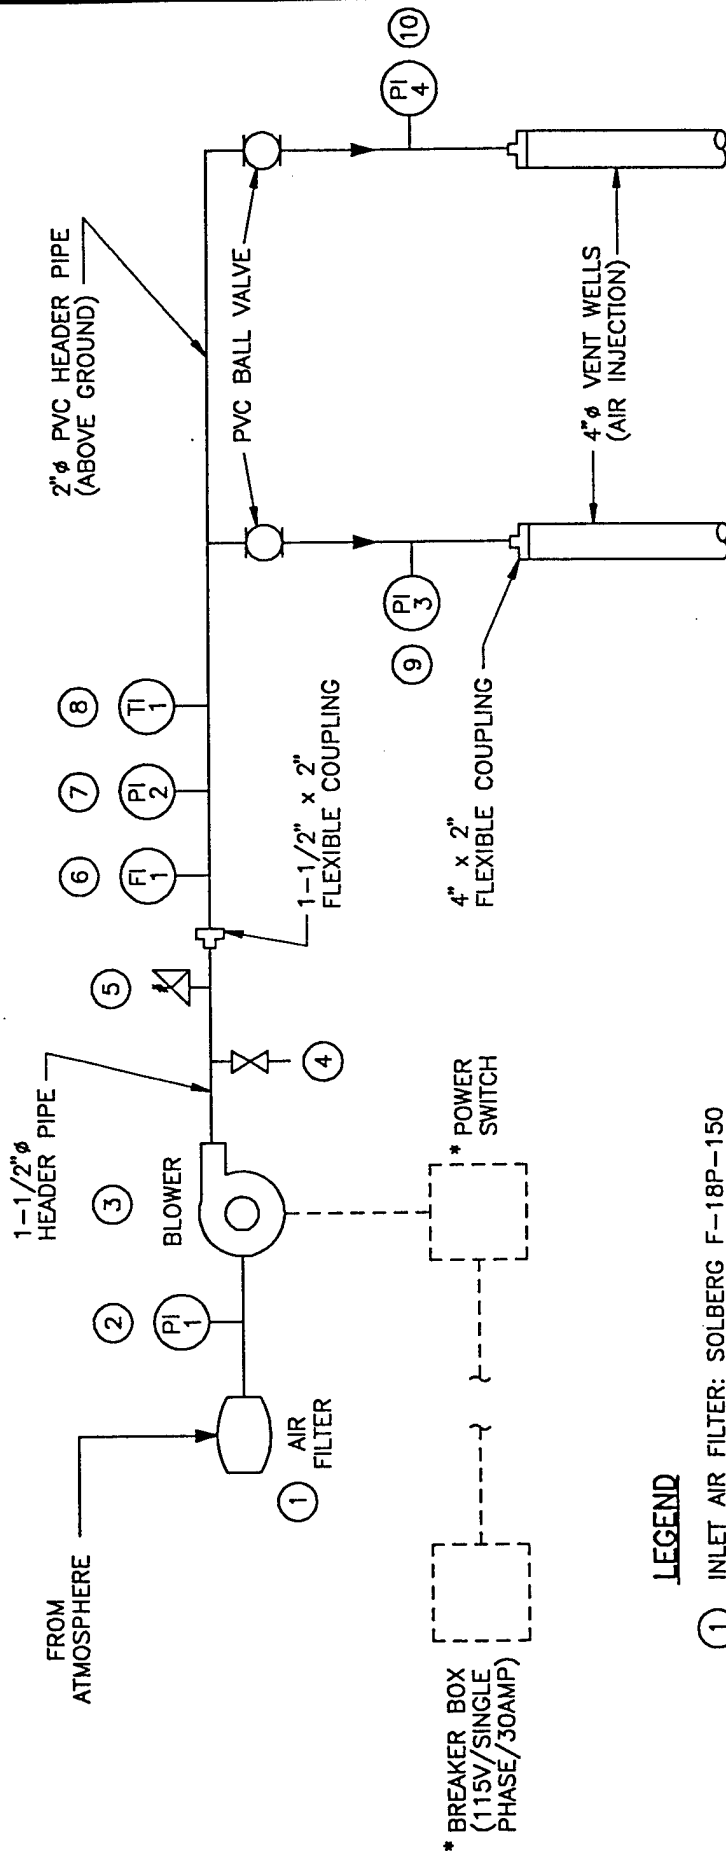 FROM
ATMOSPHERE
1
AIR
FILTER
2
PI
1
3
BLOWER
1-1/2"ø
HEADER PIPE
4
5
1-1/2" x 2"
FLEXIBLE COUPLING
6
FI
1
7
PI
2
8
TI
1
2"ø PVC HEADER PIPE
(ABOVE GROUND)
PVC BALL VALVE
9
PI
3
10
PI
4
4" x 2"
FLEXIBLE COUPLING
4"ø VENT WELLS
(AIR INJECTION)
* POWER
SWITCH
* BREAKER BOX
(115V/SINGLE
PHASE/30AMP)
LEGEND
1 INLET AIR FILTER: SOLBERG F-18P-150